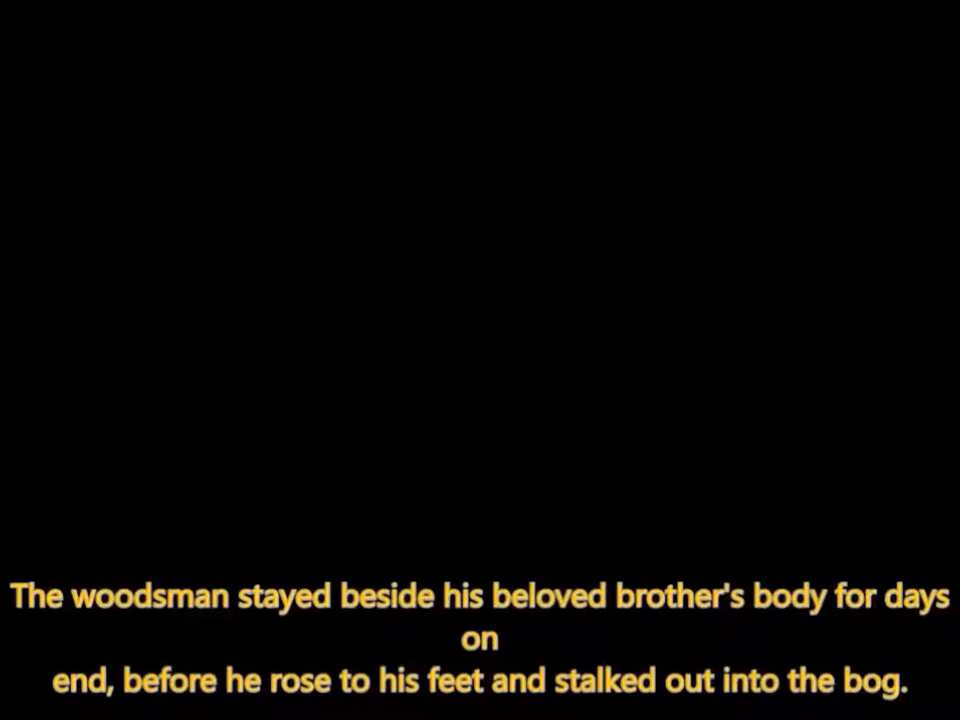 The woodsman stayed beside his beloved brother's body for days
on
end, before he rose to his feet and stalked out into the bog.